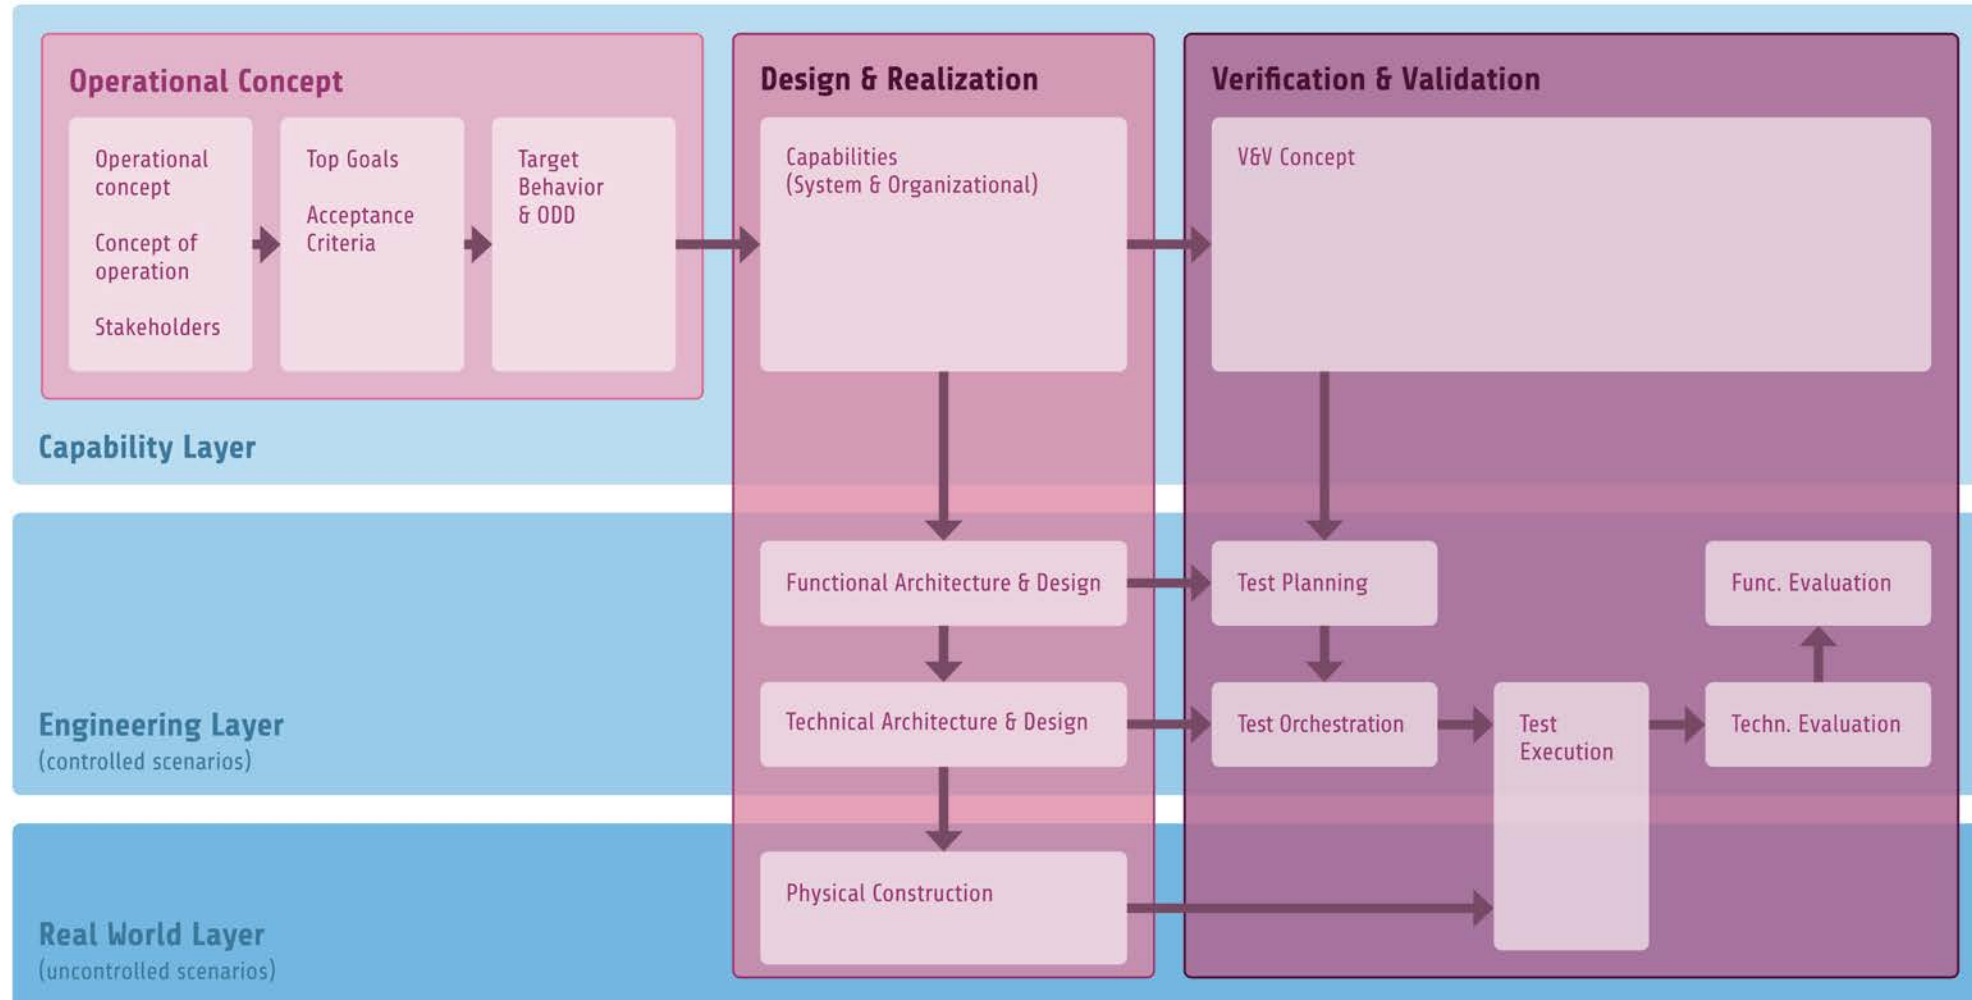 Operational Concept
Operational
concept
Concept of
operation
Stakeholders
Top Goals
Acceptance
Criteria
Target
Behavior
& ODD
Capability Layer
Design & Realization
Capabilities
(System & Organizational)
Verification & Validation
V&V Concept
Engineering Layer
(controlled scenarios)
Functional Architecture & Design
Technical Architecture & Design
Test Planning
Test Orchestration
Test
Execution
Func. Evaluation
Techn. Evaluation
Real World Layer
(uncontrolled scenarios)
Physical Construction